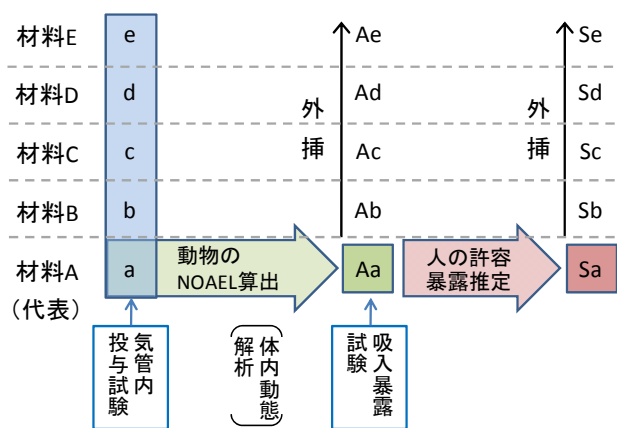 材料E e Ae Se
材料D d Ad Sd
外挿 外挿
材料C c Ac Sc
材料B b Ab Sb
材料A a 動物の Aa 人の許容 Sa
(代表) NOAEL算出 暴露推定
気管内
投与試験
体内動態
解析
吸入暴露
試験